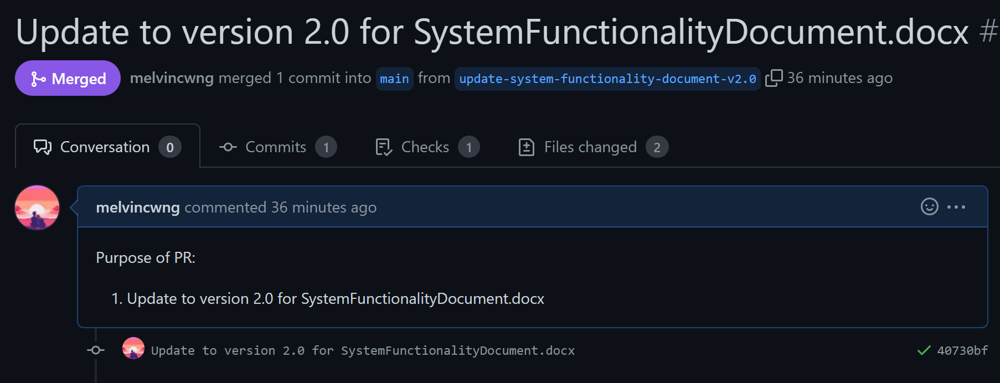 Update to version 2.0 for SystemFunctionalityDocument.docx #
Merged melvincwng merged 1 commit into main from update-system-functionality-document-v2.0 36 minutes ago
Conversation 0 Commits 1 Checks 1 Files changed 2
melvincwng commented 36 minutes ago
Purpose of PR:
1. Update to version 2.0 for SystemFunctionalityDocument.docx
Update to version 2.0 for SystemFunctionalityDocument.docx 40730bf